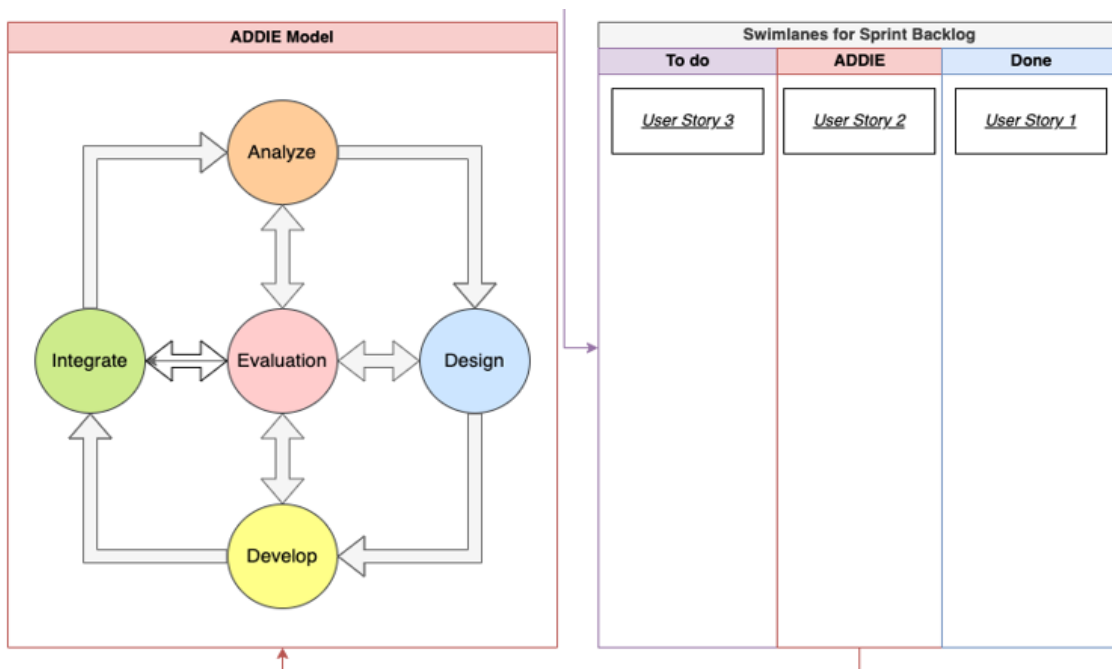 ADDIE Model
Analyze
Integrate
Evaluation
Design
Develop
Swimlanes for Sprint Backlog
To do
ADDIE
Done
User Story 3
User Story 2
User Story 1